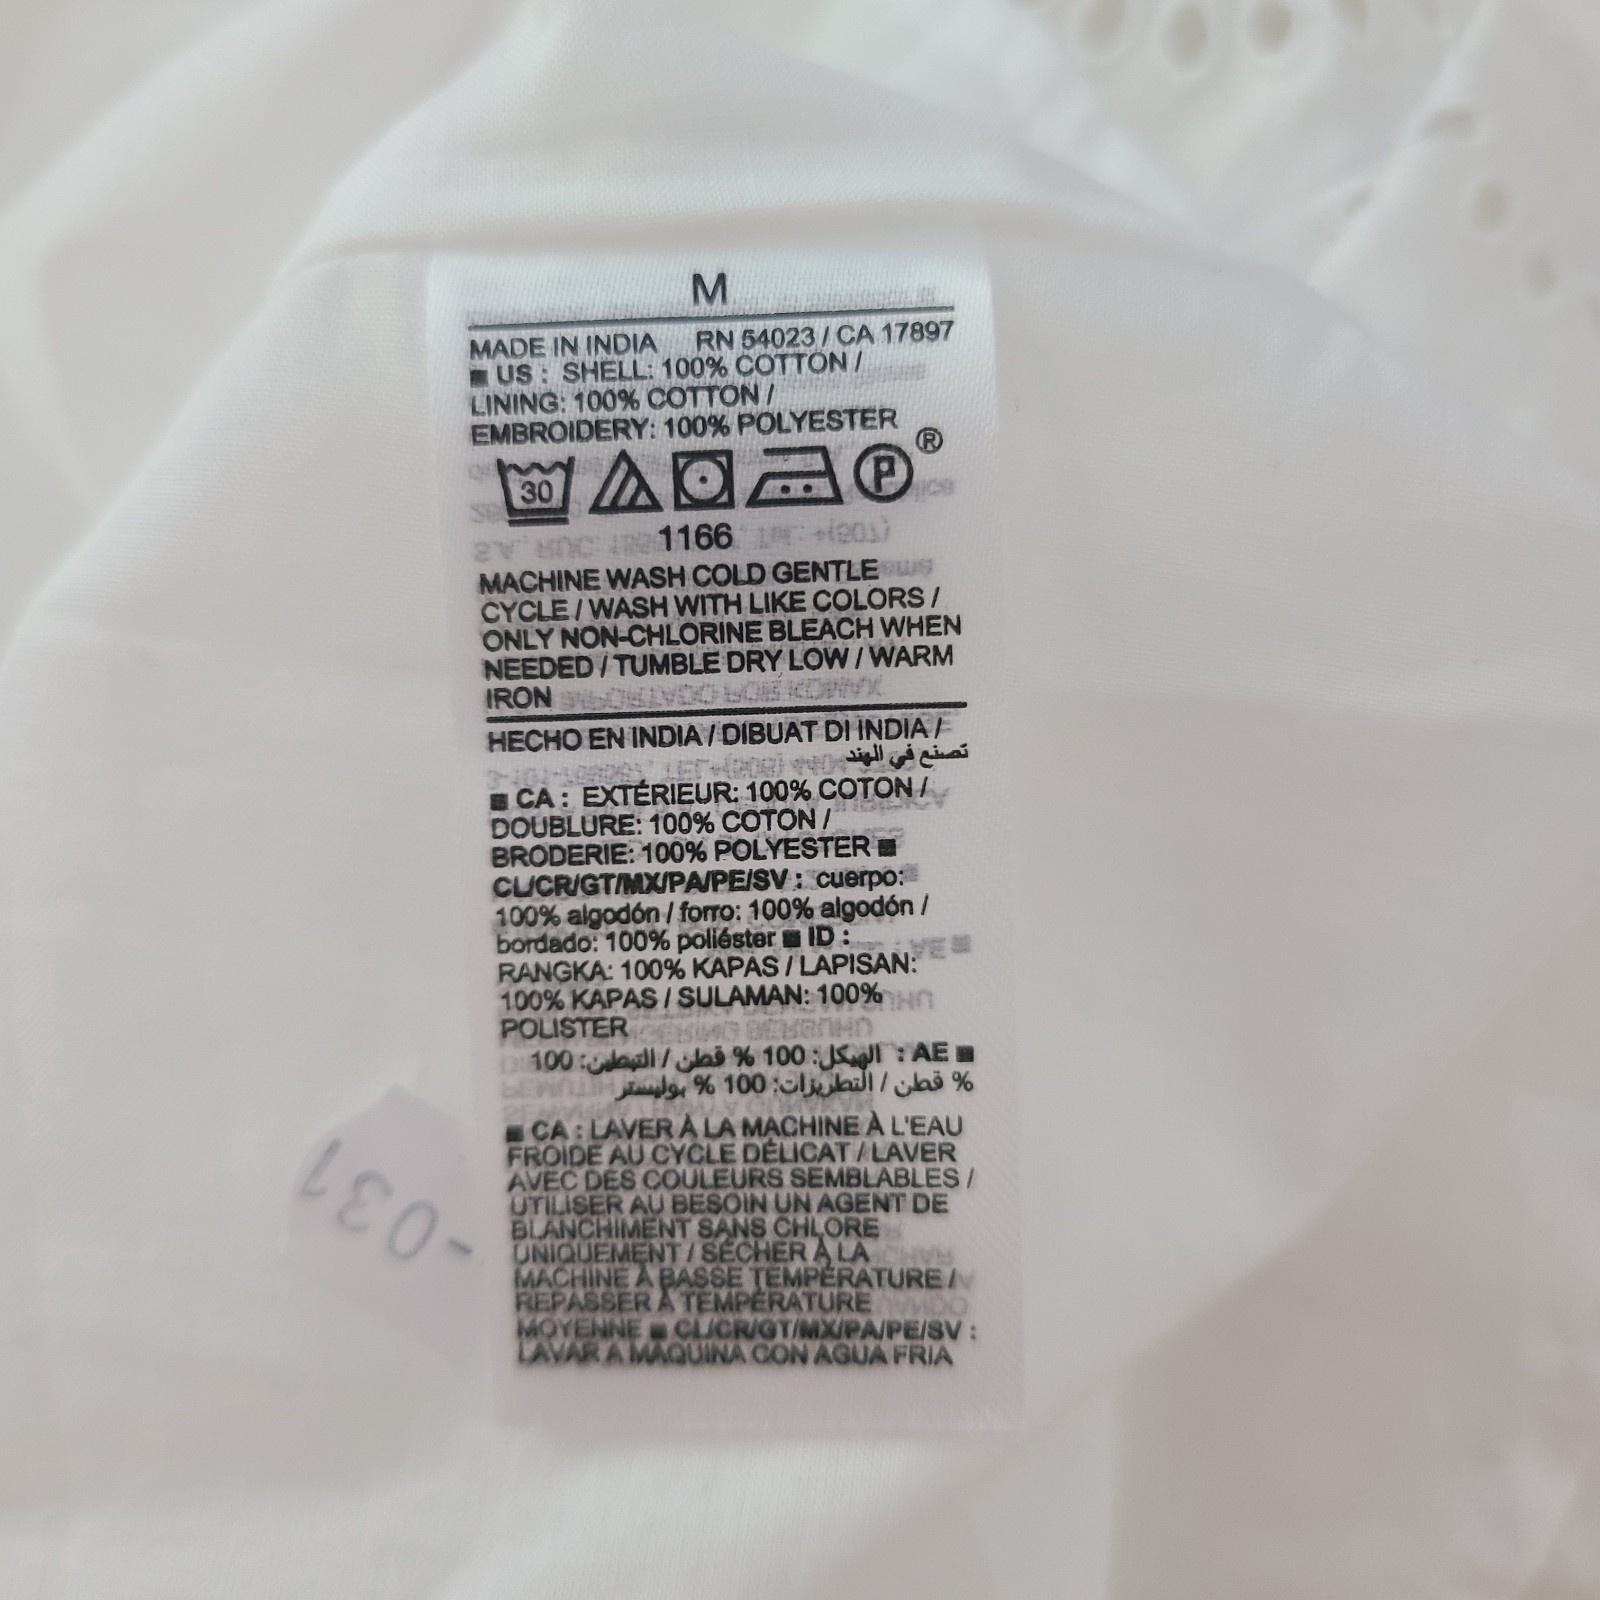 M
MADE IN INDIA RN 54023 / CA 17897
■ US : SHELL: 100% COTTON /
LINING: 100% COTTON /
EMBROIDERY: 100% POLYESTER
30 P ®
1166
MACHINE WASH COLD GENTLE
CYCLE / WASH WITH LIKE COLORS /
ONLY NON-CHLORINE BLEACH WHEN
NEEDED / TUMBLE DRY LOW / WARM
IRON
HECHO EN INDIA / DIBUAT DI INDIA /
تصنع في الهند
■ CA : EXTÉRIEUR: 100% COTON /
DOUBLURE: 100% COTON /
BRODERIE: 100% POLYESTER ■
CL/CR/GT/MX/PA/PE/SV : cuerpo:
100% algodón / forro: 100% algodón /
bordado: 100% poliéster ■ ID :
RANGKA: 100% KAPAS / LAPISAN:
100% KAPAS / SULAMAN: 100%
POLISTER
■ AE : الهيكل: 100 % قطن / التبطين: 100
% قطن / التطريزات: 100 % بوليستر
■ CA : LAVER À LA MACHINE À L'EAU
FROIDE AU CYCLE DÉLICAT / LAVER
AVEC DES COULEURS SEMBLABLES /
UTILISER AU BESOIN UN AGENT DE
BLANCHIMENT SANS CHLORE
UNIQUEMENT / SÉCHER À LA
MACHINE À BASSE TEMPÉRATURE /
REPASSER À TEMPÉRATURE
MOYENNE ■ CL/CR/GT/MX/PA/PE/SV :
LAVAR A MAQUINA CON AGUA FRIA
-031